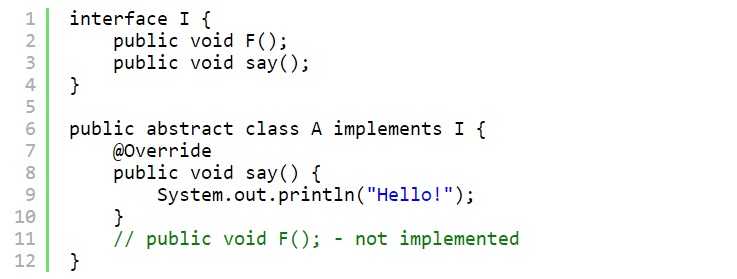 1 interface I {
2 public void F();
3 public void say();
4 }
5
6 public abstract class A implements I {
7 @Override
8 public void say() {
9 System.out.println("Hello!");
10 }
11 // public void F(); - not implemented
12 }